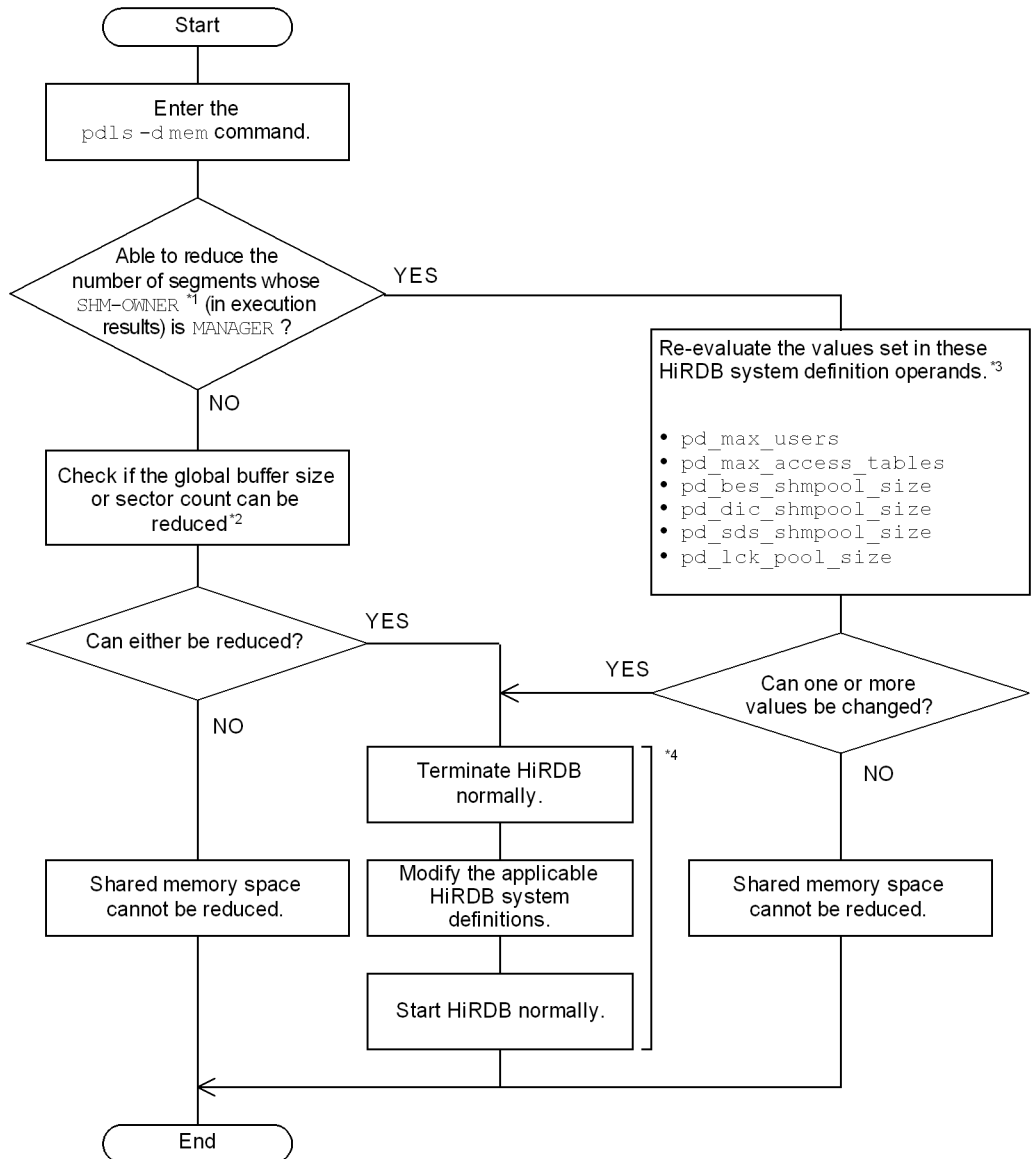 Start
Enter the
pdls -d mem command.
Able to reduce the
number of segments whose
SHM-OWNER *1 (in execution
results) is MANAGER ?
YES
NO
Re-evaluate the values set in these
HiRDB system definition operands.*3
• pd_max_users
• pd_max_access_tables
• pd_bes_shmpool_size
• pd_dic_shmpool_size
• pd_sds_shmpool_size
• pd_lck_pool_size
Check if the global buffer size
or sector count can be
reduced*2
Can either be reduced?
YES
NO
Can one or more
values be changed?
YES
NO
Terminate HiRDB
normally.
*4
Modify the applicable
HiRDB system
definitions.
Start HiRDB normally.
Shared memory space
cannot be reduced.
Shared memory space
cannot be reduced.
End